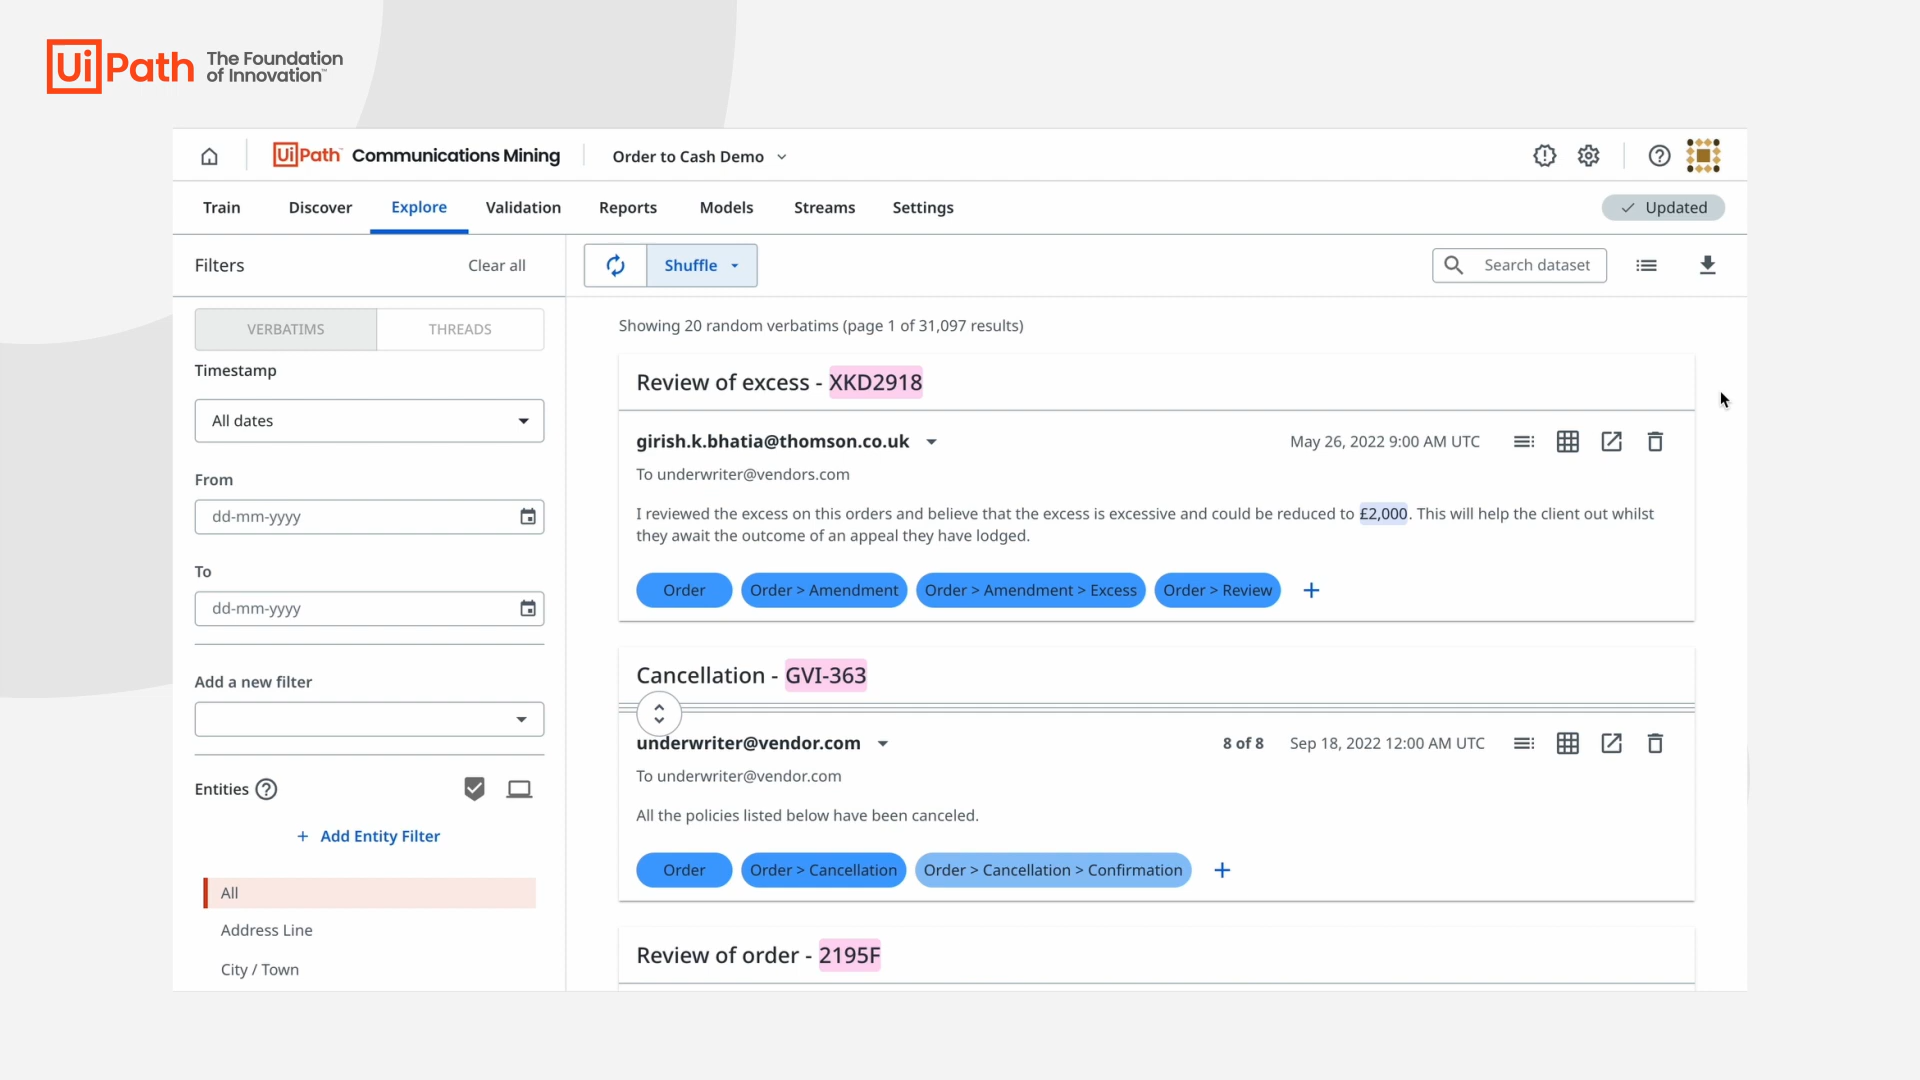 UiPath The Foundation of Innovation™
UiPath™ Communications Mining Order to Cash Demo
Train Discover Explore Validation Reports Models Streams Settings Updated
Filters Clear all Shuffle Search dataset
VERBATIMS THREADS
Showing 20 random verbatims (page 1 of 31,097 results)
Timestamp
All dates
From
dd-mm-yyyy
To
dd-mm-yyyy
Add a new filter
Entities
+ Add Entity Filter
All
Address Line
City / Town
Review of excess - XKD2918
girish.k.bhatia@thomson.co.uk May 26, 2022 9:00 AM UTC
To underwriter@vendors.com
I reviewed the excess on this orders and believe that the excess is excessive and could be reduced to £2,000. This will help the client out whilst
they await the outcome of an appeal they have lodged.
Order Order > Amendment Order > Amendment > Excess Order > Review +
Cancellation - GVI-363
underwriter@vendor.com 8 of 8 Sep 18, 2022 12:00 AM UTC
To underwriter@vendor.com
All the policies listed below have been canceled.
Order Order > Cancellation Order > Cancellation > Confirmation +
Review of order - 2195F